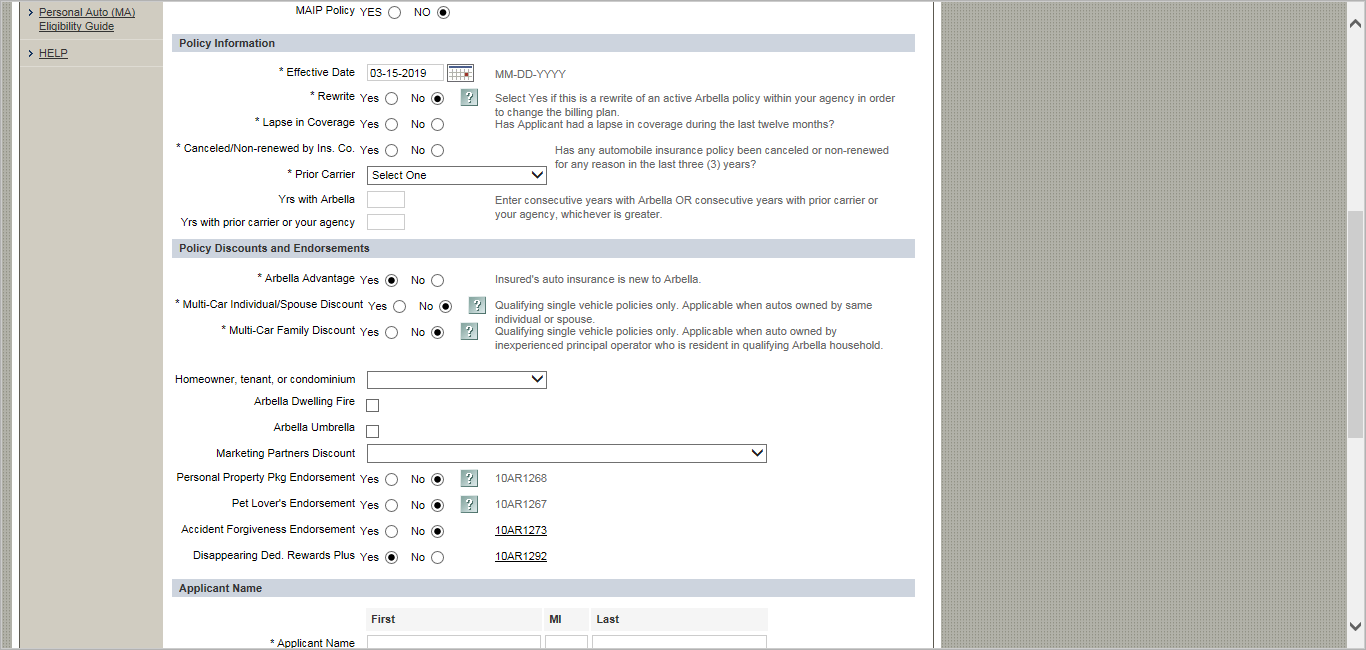 Personal Auto (MA)
Eligibility Guide
HELP
MAIP Policy YES NO
Policy Information
* Effective Date 03-15-2019 MM-DD-YYYY
* Rewrite Yes No ? Select Yes if this is a rewrite of an active Arbella policy within your agency in order
to change the billing plan.
* Lapse in Coverage Yes No Has Applicant had a lapse in coverage during the last twelve months?
* Canceled/Non-renewed by Ins. Co. Yes No Has any automobile insurance policy been canceled or non-renewed
for any reason in the last three (3) years?
* Prior Carrier Select One
Yrs with Arbella Enter consecutive years with Arbella OR consecutive years with prior carrier or
your agency, whichever is greater.
Yrs with prior carrier or your agency
Policy Discounts and Endorsements
* Arbella Advantage Yes No Insured's auto insurance is new to Arbella.
* Multi-Car Individual/Spouse Discount Yes No ? Qualifying single vehicle policies only. Applicable when autos owned by same
individual or spouse.
* Multi-Car Family Discount Yes No ? Qualifying single vehicle policies only. Applicable when auto owned by
inexperienced principal operator who is resident in qualifying Arbella household.
Homeowner, tenant, or condominium
Arbella Dwelling Fire
Arbella Umbrella
Marketing Partners Discount
Personal Property Pkg Endorsement Yes No ? 10AR1268
Pet Lover's Endorsement Yes No ? 10AR1267
Accident Forgiveness Endorsement Yes No 10AR1273
Disappearing Ded. Rewards Plus Yes No 10AR1292
Applicant Name
First MI Last
* Applicant Name